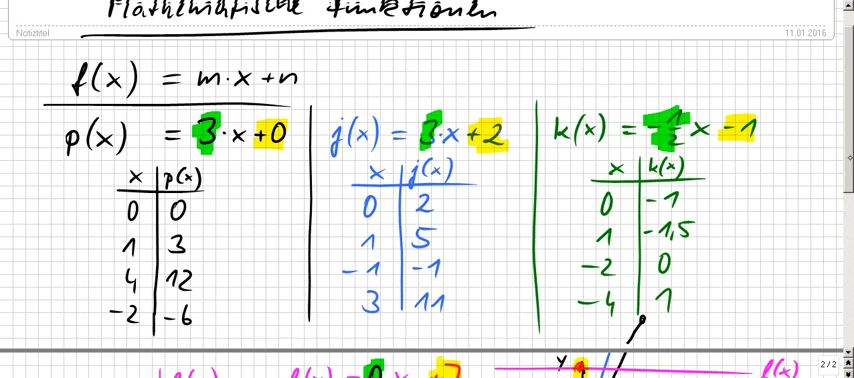 Mathematische Funktionen
Notiztitel
11.01.2016
f(x) = m·x+n
p(x) = 3·x+0
x p(x)
0 0
1 3
4 12
-2 -6
j(x) = 3·x+2
x j(x)
0 2
1 5
-1 -1
3 11
k(x) = -1/2 x -1
x k(x)
0 -1
1 -1,5
-2 0
-4 1
2/2
y
f(x)